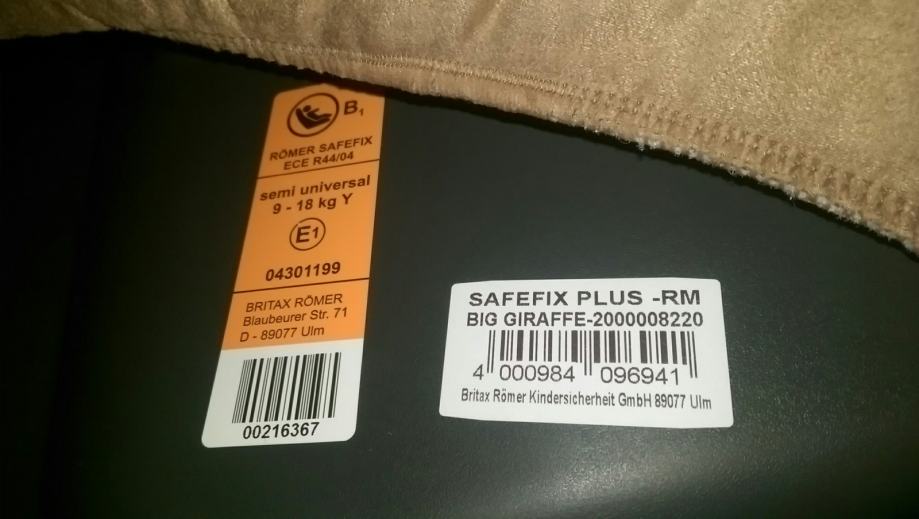 B1
RÖMER SAFEFIX
ECE R44/04
semi universal
9 - 18 kg Y
E1
04301199
BRITAX RÖMER
Blaubeurer Str. 71
D - 89077 Ulm
00216367
SAFEFIX PLUS -RM
BIG GIRAFFE-2000008220
4 000984 096941
Britax Römer Kindersicherheit GmbH 89077 Ulm